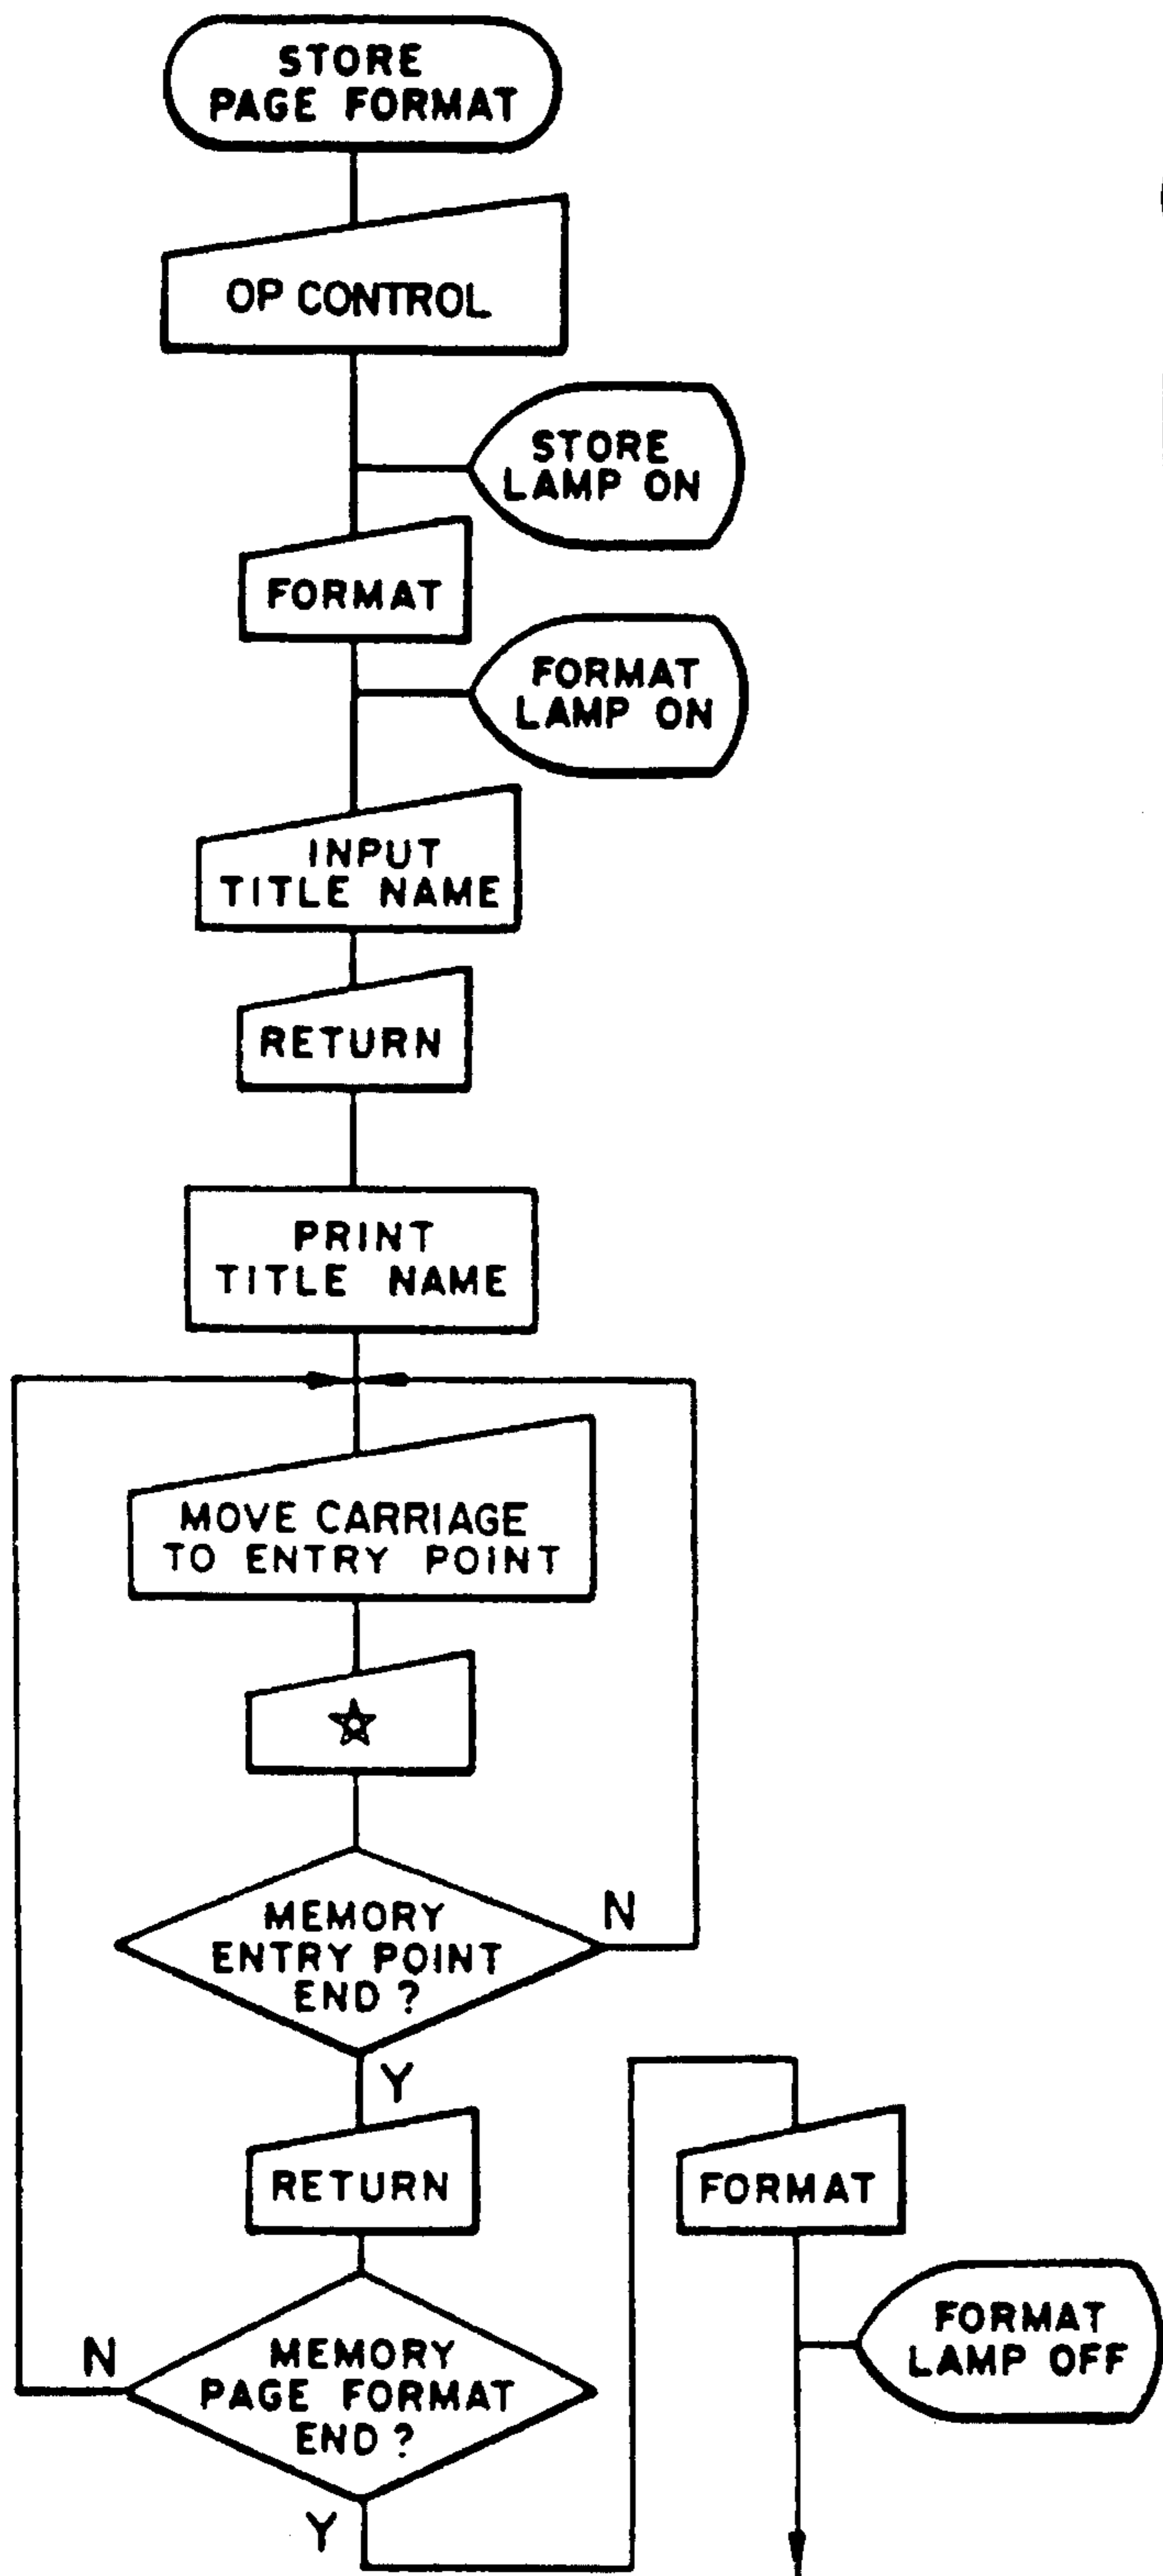 STORE
PAGE FORMAT
OP CONTROL
STORE
LAMP ON
FORMAT
FORMAT
LAMP ON
INPUT
TITLE NAME
RETURN
PRINT
TITLE NAME
MOVE CARRIAGE
TO ENTRY POINT
MEMORY
ENTRY POINT
END ?
N
Y
RETURN
FORMAT
MEMORY
PAGE FORMAT
END ?
N
Y
FORMAT
LAMP OFF